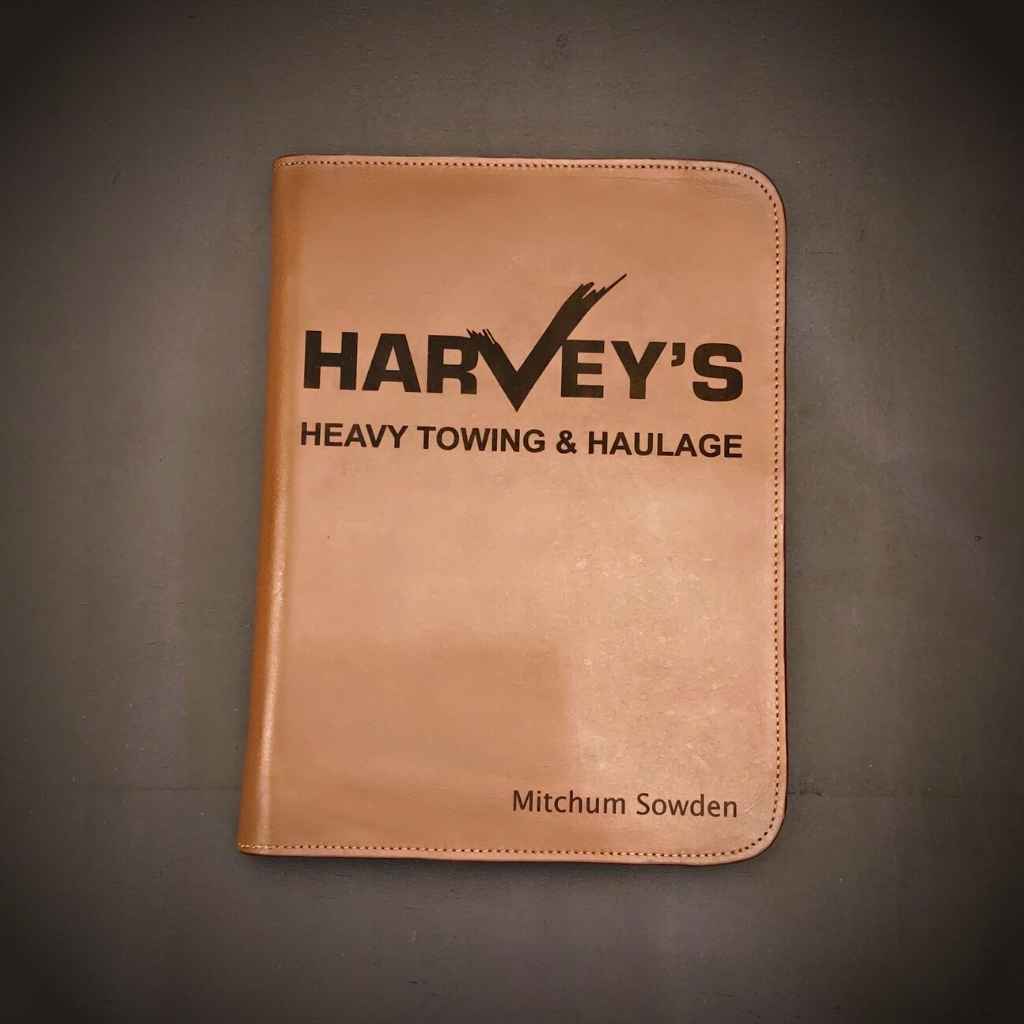 HARVEY'S
HEAVY TOWING & HAULAGE
Mitchum Sowden